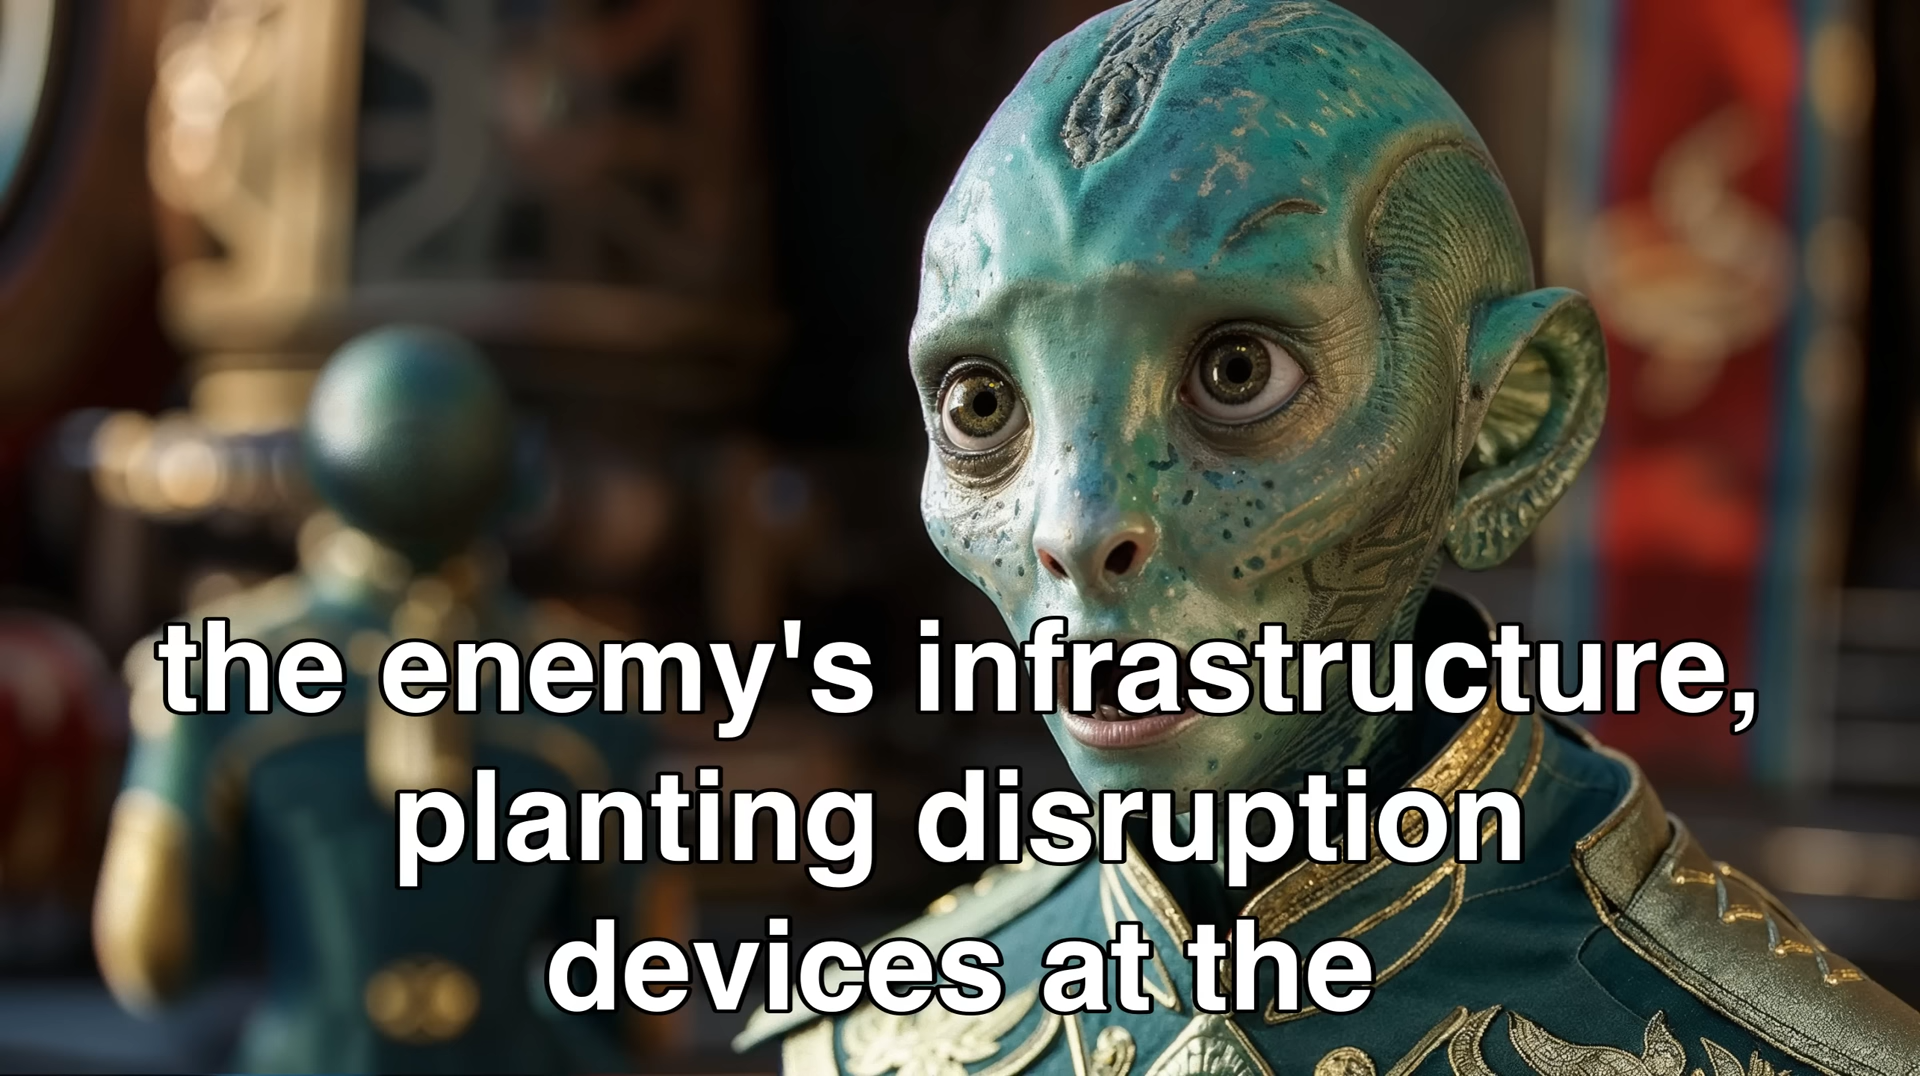 the enemy's infrastructure,
planting disruption
devices at the